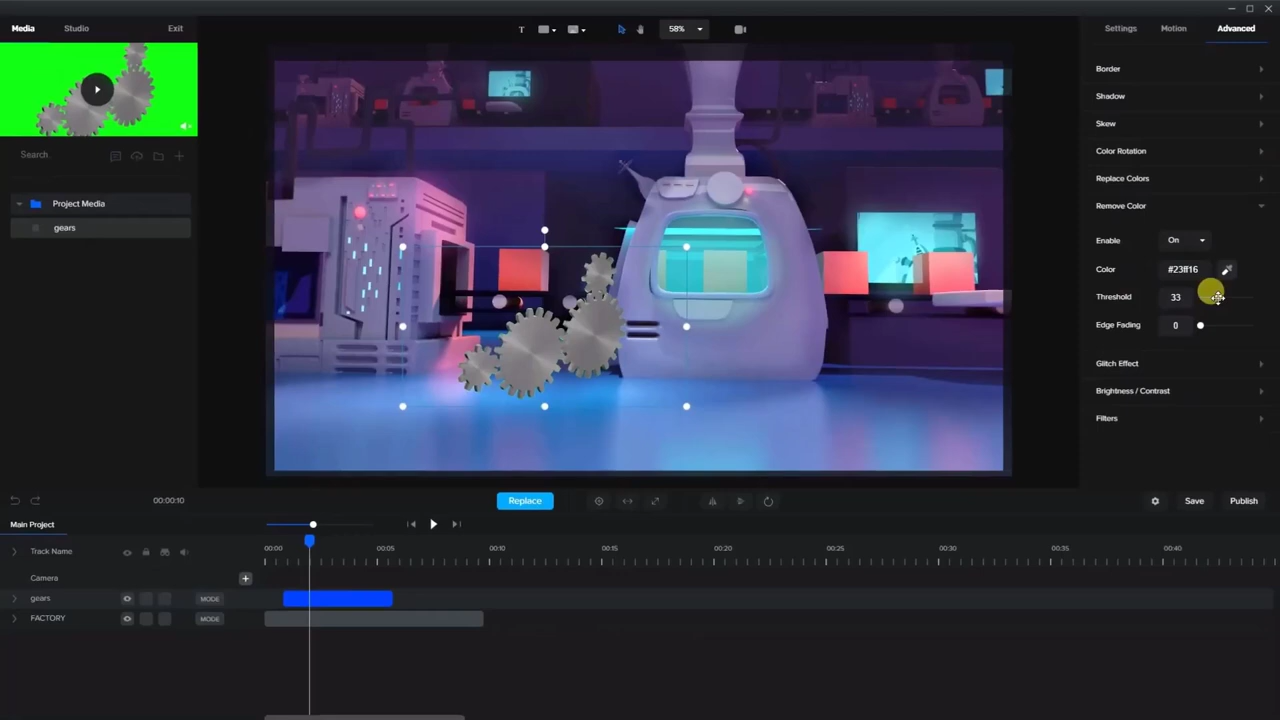 Media Studio Exit
T 58%
Settings Motion Advanced
Search
Project Media
gears
Border
Shadow
Skew
Color Rotation
Replace Colors
Remove Color
Enable On
Color #23ff16
Threshold 33
Edge Fading 0
Glitch Effect
Brightness / Contrast
Filters
00:00:10
Replace
Save Publish
Main Project
Track Name
00:00 00:05 00:10 00:15 00:20 00:25 00:30 00:35 00:40
Camera
gears MODE
FACTORY MODE